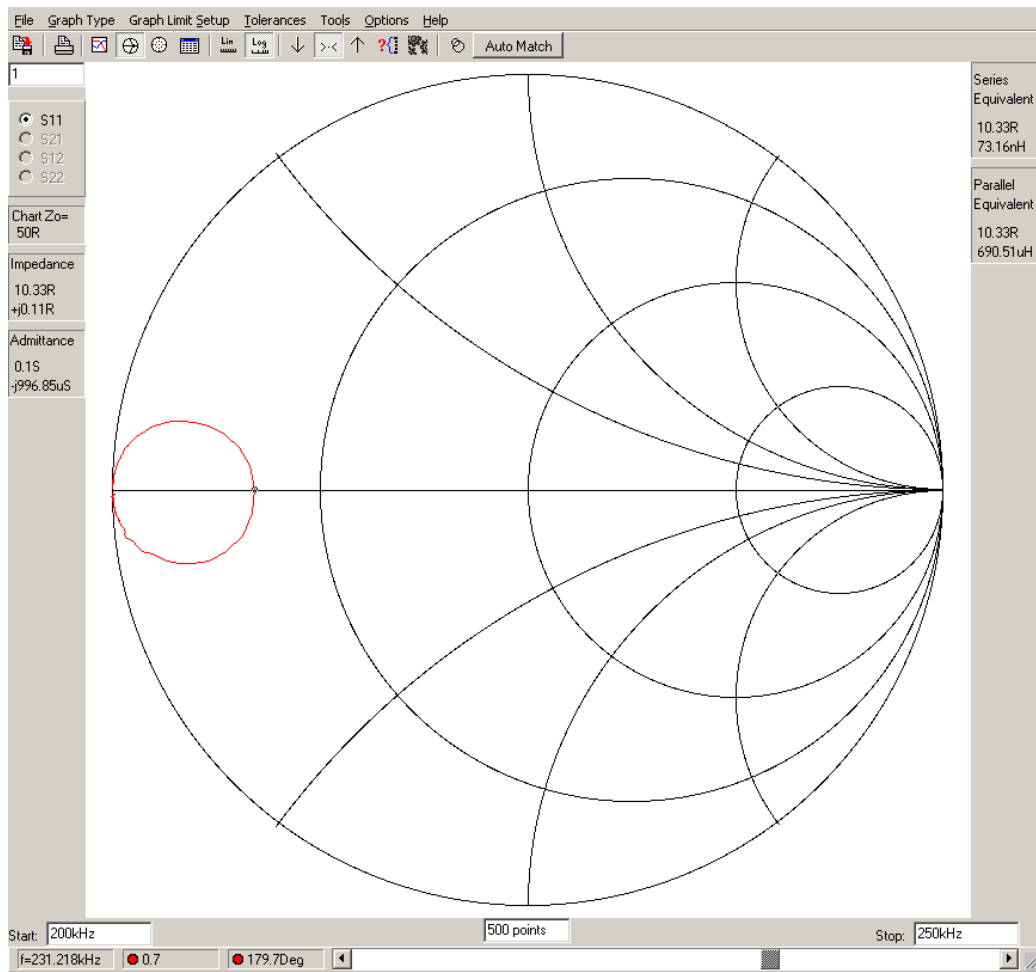 File Graph Type Graph Limit Setup Tolerances Tools Options Help
Lin Log ?{} Auto Match
1
S11
S21
S12
S22
Chart Zo=
50R
Impedance
10.33R
+j0.11R
Admittance
0.1S
-j996.85uS
Series
Equivalent
10.33R
73.16nH
Parallel
Equivalent
10.33R
690.51uH
Start: 200kHz 500 points Stop: 250kHz
f=231.218kHz 0.7 179.7Deg